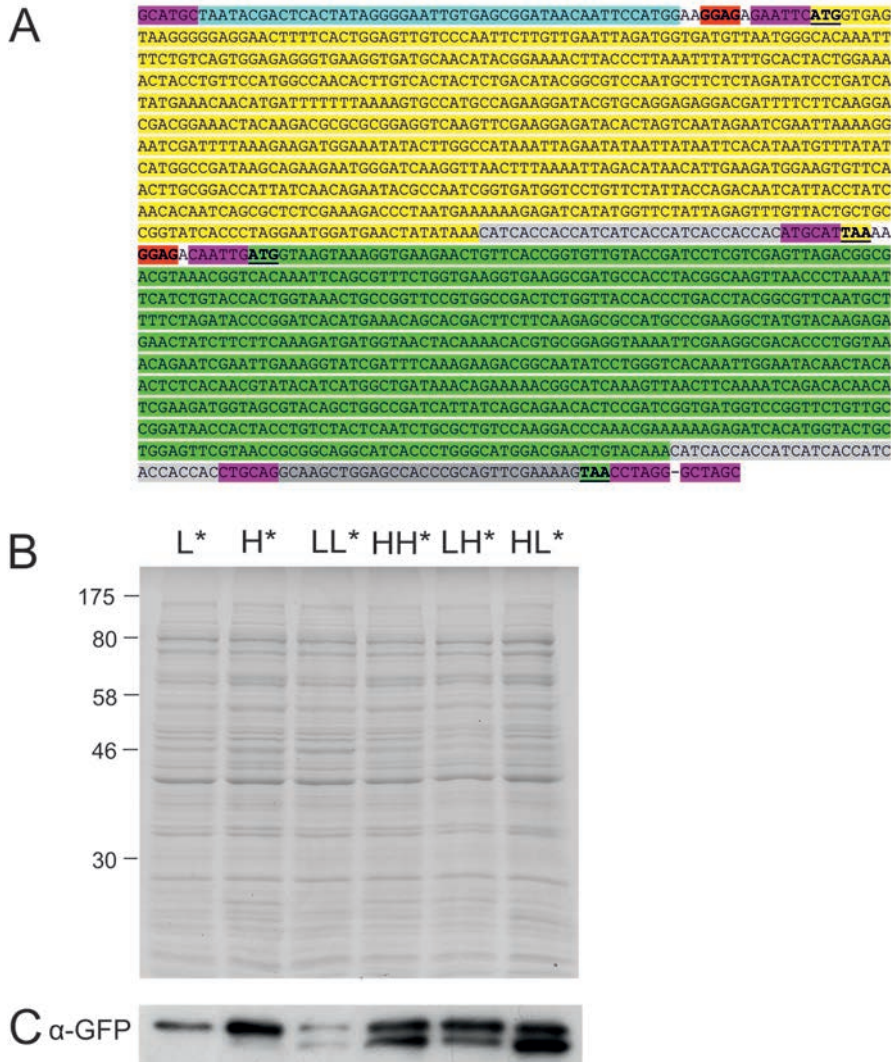 A
GCATGCTAATACGACTCACTATAGGGGAATTGTGAGCGGATAACAATTCCATGGAAGGAGAGAATTCATGGTGAG
TAAGGGGGAGGAACTTTTCACTGGAGTTGTCCCAATTCTTGTTGAATTAGATGGTGATGTTAATGGGCACAAATT
TTCTGTCAGTGGAGAGGGTGAAGGTGATGCAACATACGGAAAACTTACCCTTAAATTTATTTGCACTACTGGAAA
ACTACCTGTTCCATGGCCAACACTTGTCACTACTCTGACATACGGCGTCCAATGCTTCTCTAGATATCCTGATCA
TATGAAACAACATGATTTTTTTAAAAGTGCCATGCCAGAAGGATACGTGCAGGAGAGGACGATTTTCTTCAAGGA
CGACGGAAACTACAAGACGCGCGCGGAGGTCAAGTTCGAAGGAGATACACTAGTCAATAGAATCGAATTAAAAGG
AATCGATTTTAAAGAAGATGGAAATATACTTGGCCATAAATTAGAATATAATTATAATTCACATAATGTTTATAT
CATGGCCGATAAGCAGAAGAATGGGATCAAGGTTAACTTTAAAATTAGACATAACATTGAAGATGGAAGTGTTCA
ACTTGCGGACCATTATCAACAGAATACGCCAATCGGTGATGGTCCTGTTCTATTACCAGACAATCATTACCTATC
AACACAATCAGCGCTCTCGAAAGACCCTAATGAAAAAAGAGATCATATGGTTCTATTAGAGTTTGTTACTGCTGC
CGGTATCACCCTAGGAATGGATGAACTATATAAACATCACCACCATCATCACCATCACCACCACATGCATTAAAA
GGAGACAATTGATGGTAAGTAAAGGTGAAGAACTGTTCACCGGTGTTGTACCGATCCTCGTCGAGTTAGACGGCG
ACGTAAACGGTCACAAATTCAGCGTTTCTGGTGAAGGTGAAGGCGATGCCACCTACGGCAAGTTAACCCTAAAAT
TCATCTGTACCACTGGTAAACTGCCGGTTCCGTGGCCGACTCTGGTTACCACCCTGACCTACGGCGTTCAATGCT
TTTCTAGATACCCGGATCACATGAAACAGCACGACTTCTTCAAGAGCGCCATGCCCGAAGGCTATGTACAAGAGA
GAACTATCTTCTTCAAAGATGATGGTAACTACAAAACACGTGCGGAGGTAAAATTCGAAGGCGACACCCTGGTAA
ACAGAATCGAATTGAAAGGTATCGATTTCAAAGAAGACGGCAATATCCTGGGTCACAAATTGGAATACAACTACA
ACTCTCACAACGTATACATCATGGCTGATAAACAGAAAAACGGCATCAAAGTTAACTTCAAAATCAGACACAACA
TCGAAGATGGTAGCGTACAGCTGGCCGATCATTATCAGCAGAACACTCCGATCGGTGATGGTCCGGTTCTGTTGC
CGGATAACCACTACCTGTCTACTCAATCTGCGCTGTCCAAGGACCCAAACGAAAAAAGAGATCACATGGTACTGC
TGGAGTTCGTAACCGCGGCAGGCATCACCCTGGGCATGGACGAACTGTACAAACATCACCACCATCATCACCATC
ACCACCACCTGCAGGCAAGCTGGAGCCACCCGCAGTTCGAAAAGTAACCTAGG-GCTAGC
B
L* H* LL* HH* LH* HL*
175
80
58
46
30
C α-GFP